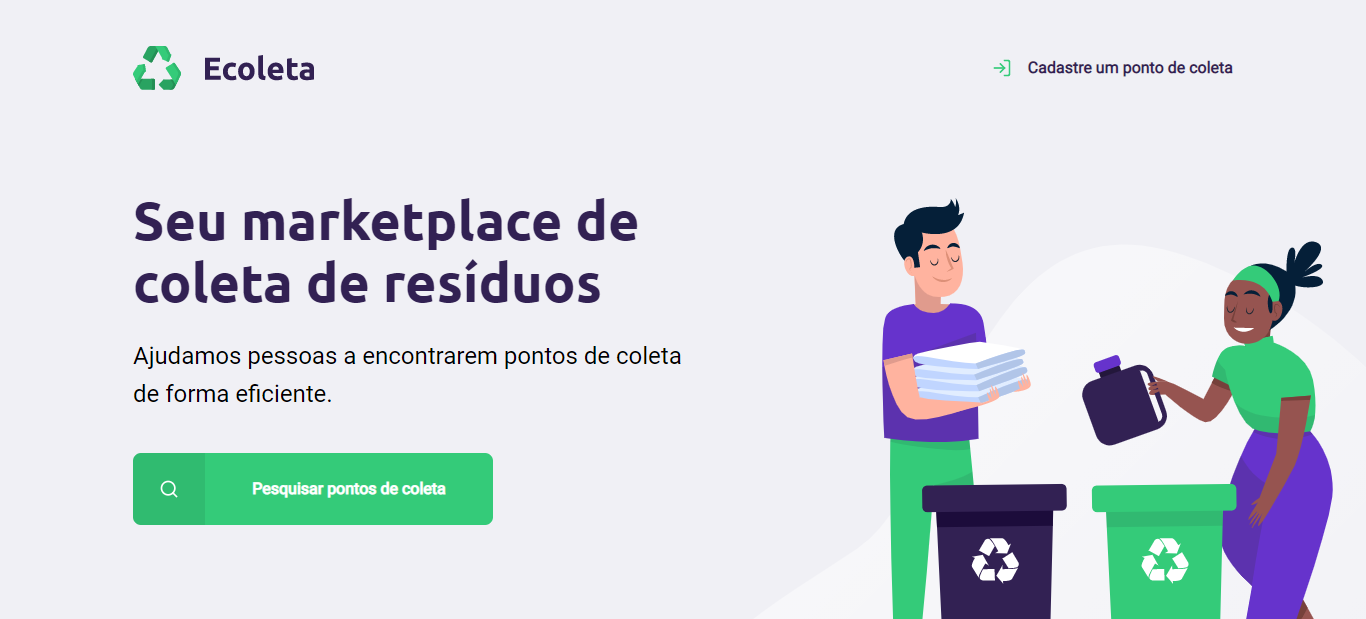 Ecoleta
Cadastre um ponto de coleta
Seu marketplace de
coleta de resíduos
Ajudamos pessoas a encontrarem pontos de coleta
de forma eficiente.
Pesquisar pontos de coleta